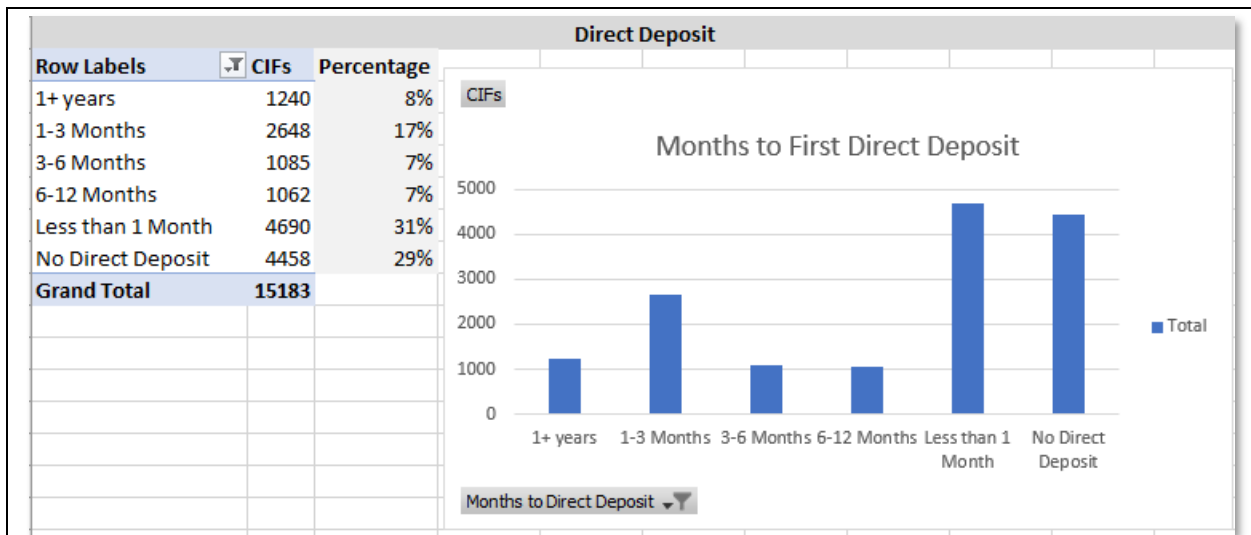 Direct Deposit
Row Labels CIFs Percentage
1+ years 1240 8%
1-3 Months 2648 17%
3-6 Months 1085 7%
6-12 Months 1062 7%
Less than 1 Month 4690 31%
No Direct Deposit 4458 29%
Grand Total 15183
CIFs
Months to First Direct Deposit
5000
4000
3000
2000
1000
0
1+ years 1-3 Months 3-6 Months 6-12 Months Less than 1 No Direct
Month Deposit
Total
Months to Direct Deposit